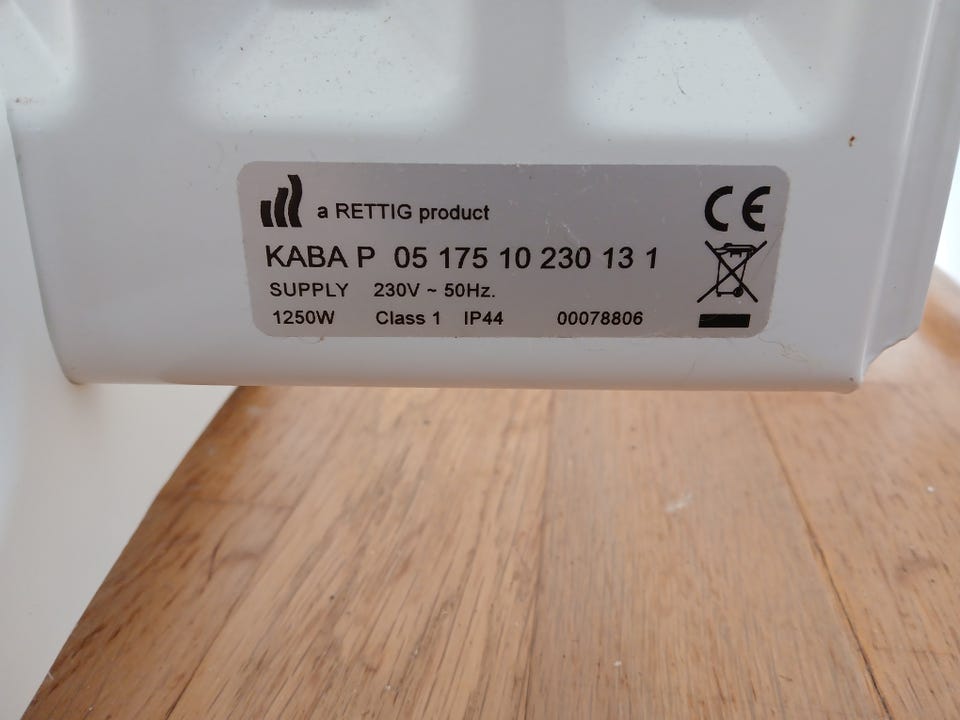 a RETTIG product
CE
KABA P 05 175 10 230 13 1
SUPPLY 230V ~ 50Hz.
1250W Class 1 IP44 00078806